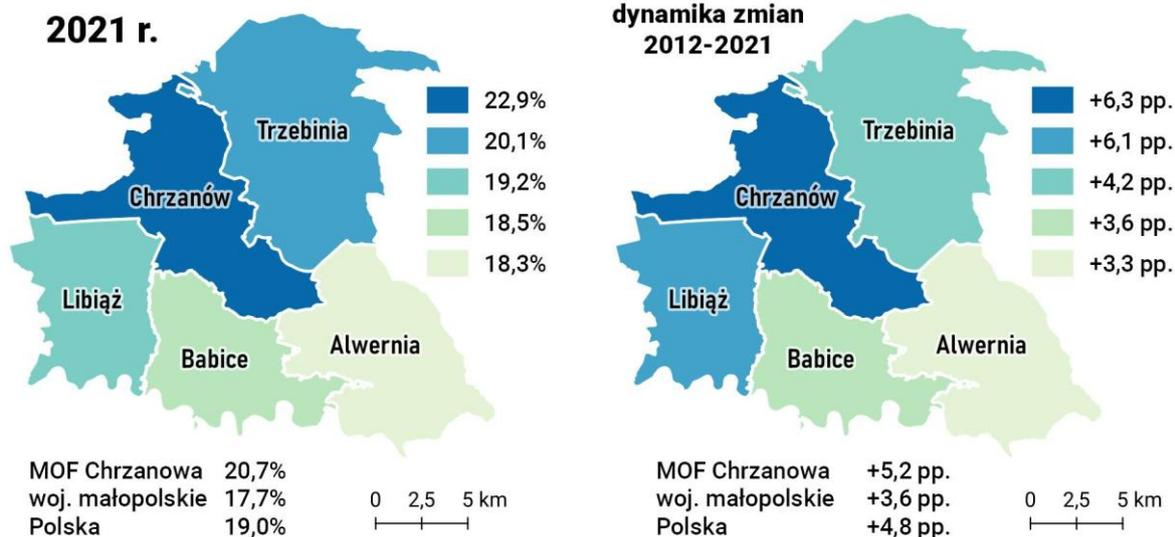 2021 r.
22,9%
20,1%
19,2%
18,5%
18,3%
Trzebinia
Chrzanów
Libiąż
Babice
Alwernia
MOF Chrzanowa 20,7%
woj. małopolskie 17,7%
Polska 19,0%
0 2,5 5 km
dynamika zmian
2012-2021
+6,3 pp.
+6,1 pp.
+4,2 pp.
+3,6 pp.
+3,3 pp.
Trzebinia
Chrzanów
Libiąż
Babice
Alwernia
MOF Chrzanowa +5,2 pp.
woj. małopolskie +3,6 pp.
Polska +4,8 pp.
0 2,5 5 km